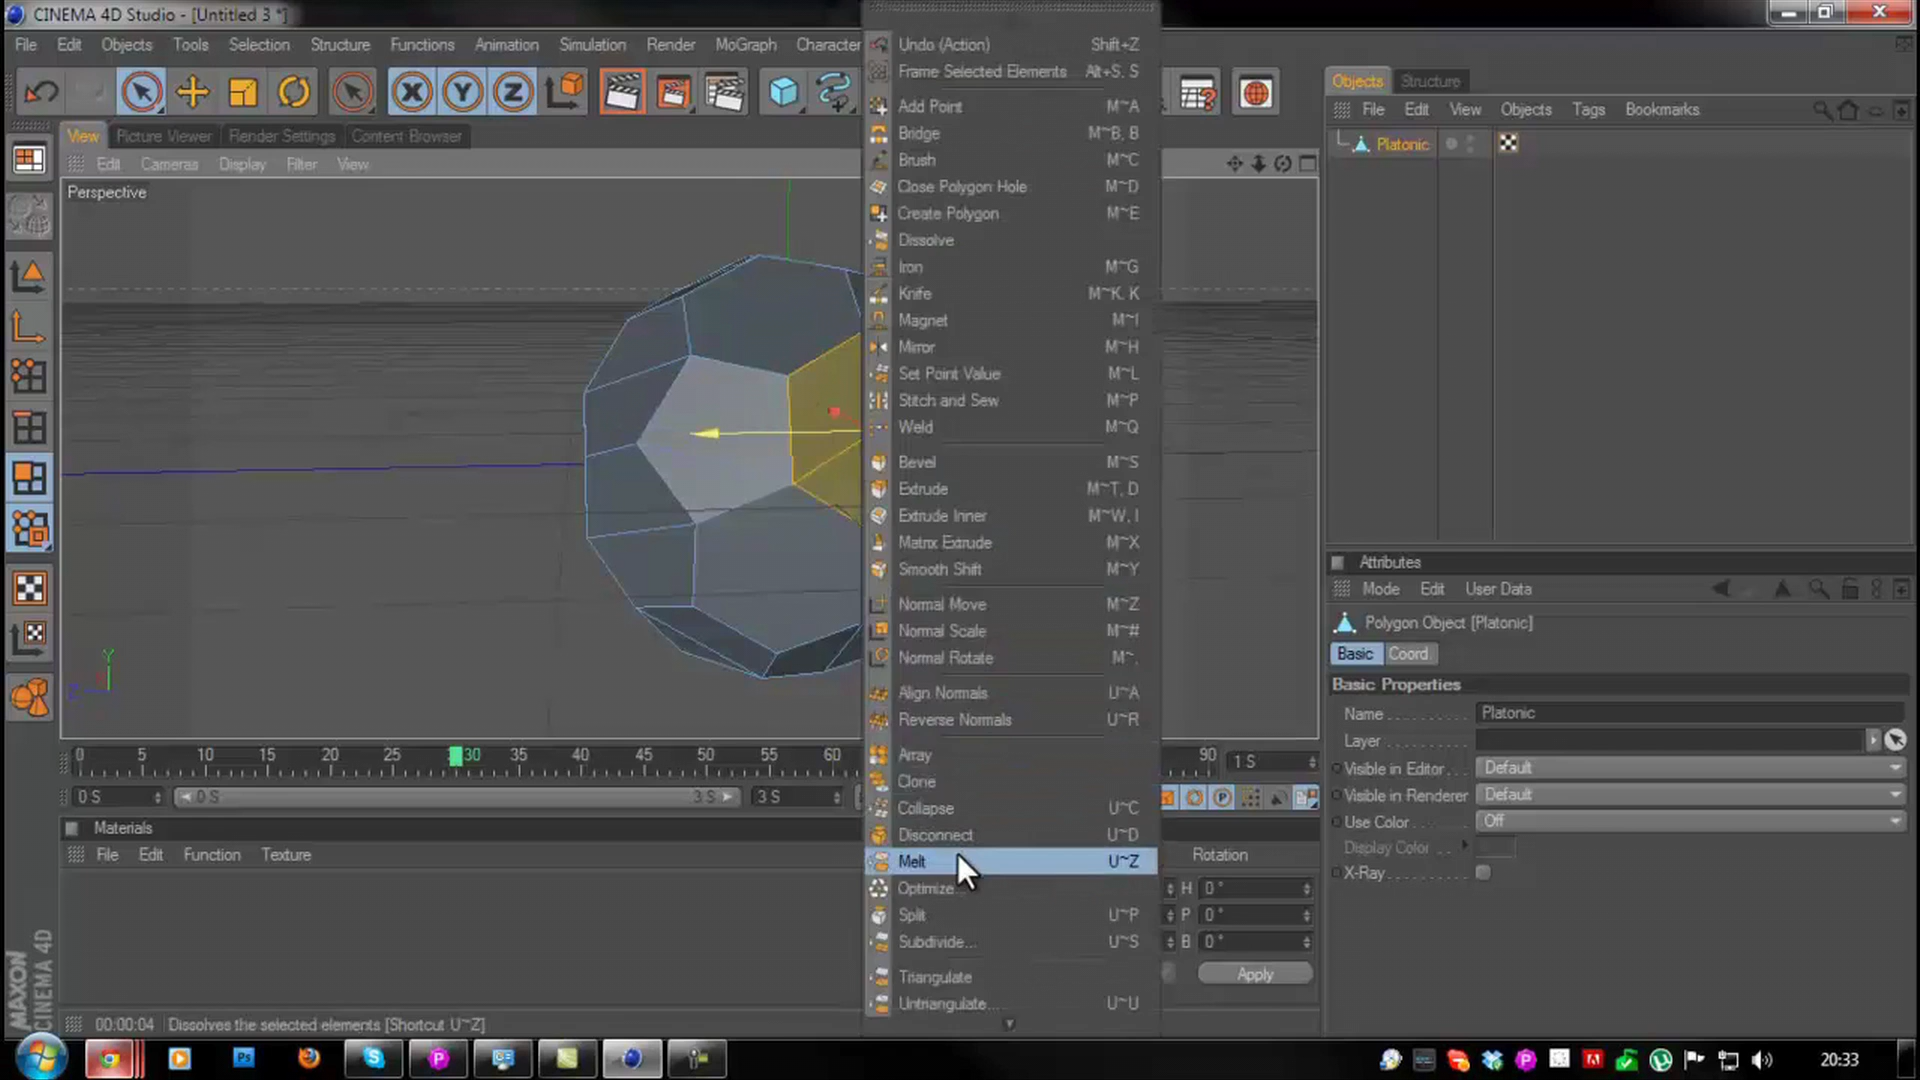 CINEMA 4D Studio - [Untitled 3 *]
File Edit Objects Tools Selection Structure Functions Animation Simulation Render MoGraph Character
View Picture Viewer Render Settings Content Browser
Edit Cameras Display Filter View
Perspective
Undo (Action) Shift+Z
Frame Selected Elements Alt+S, S
Add Point M~A
Bridge M~B, B
Brush M~C
Close Polygon Hole M~D
Create Polygon M~E
Dissolve
Iron M~G
Knife M~K, K
Magnet M~I
Mirror M~H
Set Point Value M~L
Stitch and Sew M~P
Weld M~Q
Bevel M~S
Extrude M~T, D
Extrude Inner M~W, I
Matrix Extrude M~X
Smooth Shift M~Y
Normal Move M~Z
Normal Scale M~#
Normal Rotate M~.
Align Normals U~A
Reverse Normals U~R
Array
Clone
Collapse U~C
Disconnect U~D
Melt U~Z
Optimize...
Split U~P
Subdivide... U~S
Triangulate
Untriangulate... U~U
Objects Structure
File Edit View Objects Tags Bookmarks
Platonic
Attributes
Mode Edit User Data
Polygon Object [Platonic]
Basic Coord.
Basic Properties
Name Platonic
Layer
Visible in Editor Default
Visible in Renderer Default
Use Color Off
Display Color
X-Ray
Y
Z
0 5 10 15 20 25 30 35 40 45 50 55 60 90 1 S
0 S 0 S 3 S 3 S
Materials
File Edit Function Texture
Rotation
H 0 °
P 0 °
B 0 °
Apply
MAXON
CINEMA 4D
00:00:04 Dissolves the selected elements [Shortcut U~Z]
20:33